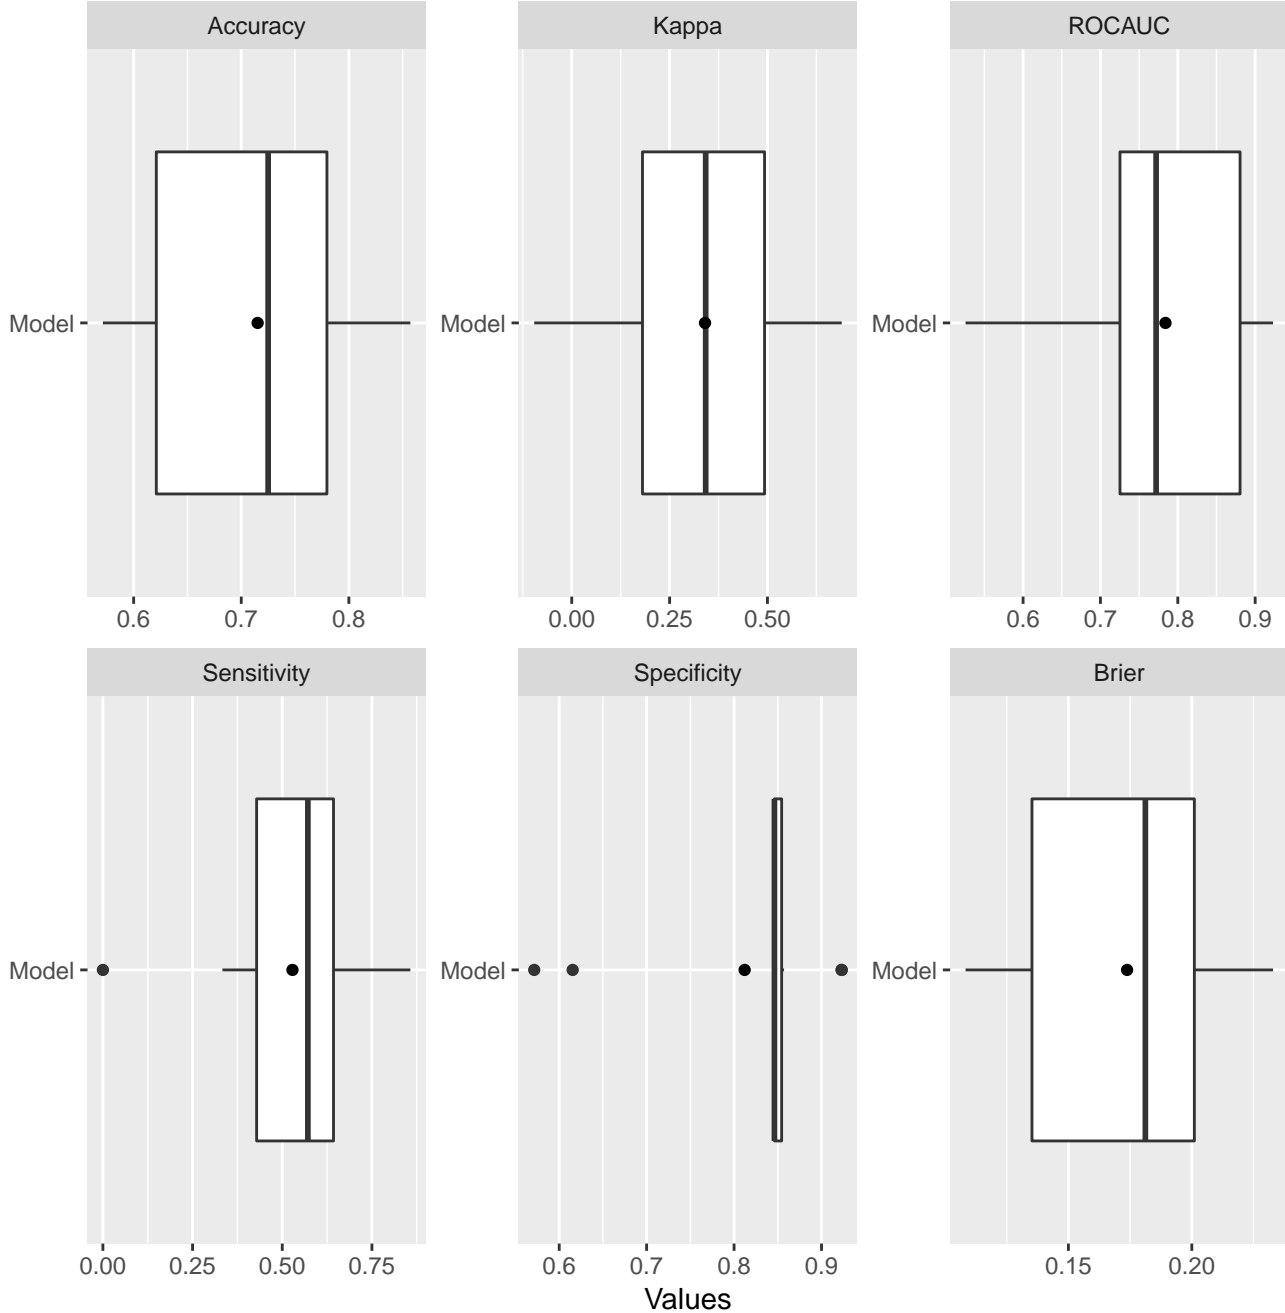 Accuracy Kappa ROCAUC
Model Model Model
0.6 0.7 0.8 0.00 0.25 0.50 0.6 0.7 0.8 0.9
Sensitivity Specificity Brier
Model Model Model
0.00 0.25 0.50 0.75 0.6 0.7 0.8 0.9 0.15 0.20
Values